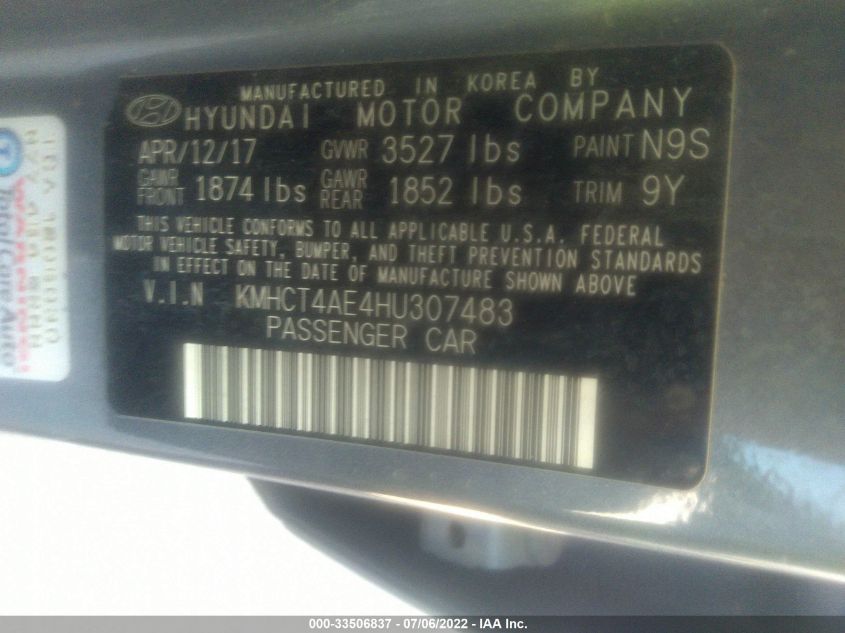 MANUFACTURED IN KOREA BY
HYUNDAI MOTOR COMPANY
APR/12/17 GVWR 3527 lbs PAINT N9S
GAWR FRONT 1874 lbs GAWR REAR 1852 lbs TRIM 9Y
THIS VEHICLE CONFORMS TO ALL APPLICABLE U.S.A. FEDERAL
MOTOR VEHICLE SAFETY, BUMPER, AND THEFT PREVENTION STANDARDS
IN EFFECT ON THE DATE OF MANUFACTURE SHOWN ABOVE
V.I.N KMHCT4AE4HU307483
PASSENGER CAR
WARNING!
TotalCareAuto
000-33506837 - 07/06/2022 - IAA Inc.